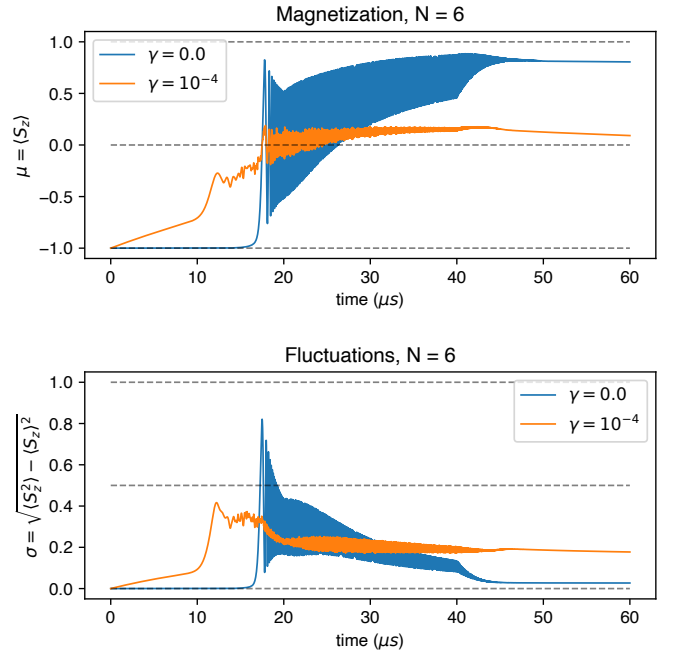 Magnetization, N = 6
1.0
0.5
0.0
−0.5
−1.0
μ = ⟨S_z⟩
γ = 0.0
γ = 10⁻⁴
0 10 20 30 40 50 60
time (μs)
Fluctuations, N = 6
1.0
0.8
0.6
0.4
0.2
0.0
σ = √⟨S_z²⟩ − ⟨S_z⟩²
γ = 0.0
γ = 10⁻⁴
0 10 20 30 40 50 60
time (μs)